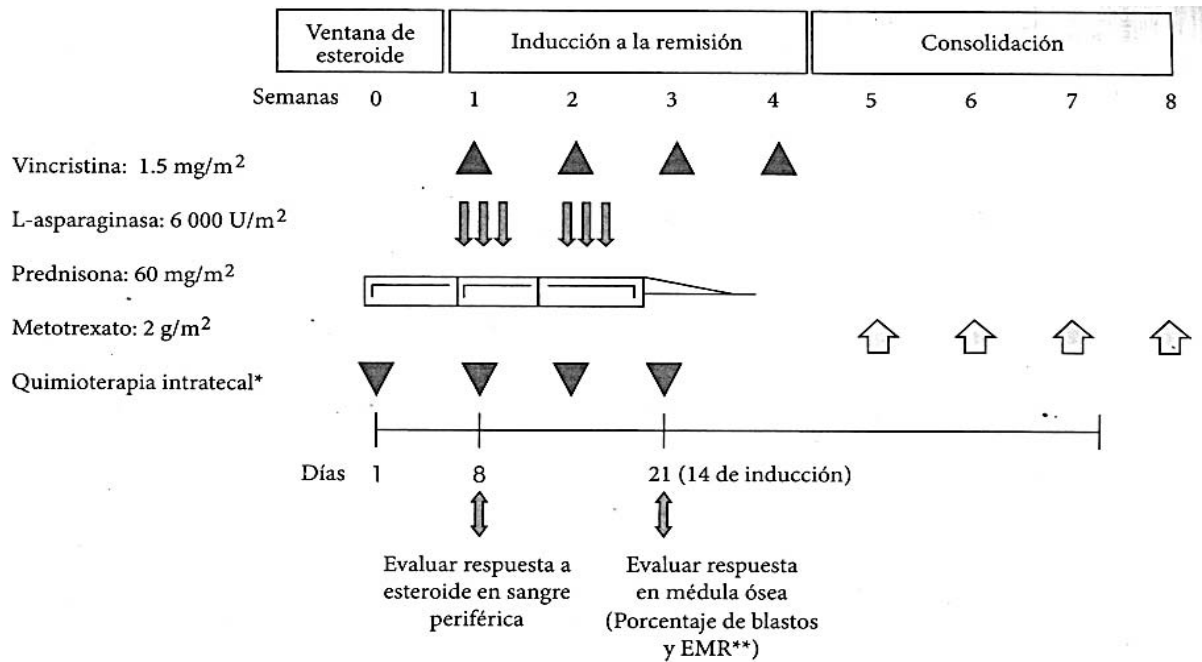 Ventana de
esteroide
Inducción a la remisión
Consolidación
Semanas 0 1 2 3 4 5 6 7 8
Vincristina: 1.5 mg/m²
L-asparaginasa: 6 000 U/m²
Prednisona: 60 mg/m²
Metotrexato: 2 g/m²
Quimioterapia intratecal*
Días 1 8 21 (14 de inducción)
Evaluar respuesta a
esteroide en sangre
periférica
Evaluar respuesta
en médula ósea
(Porcentaje de blastos
y EMR**)